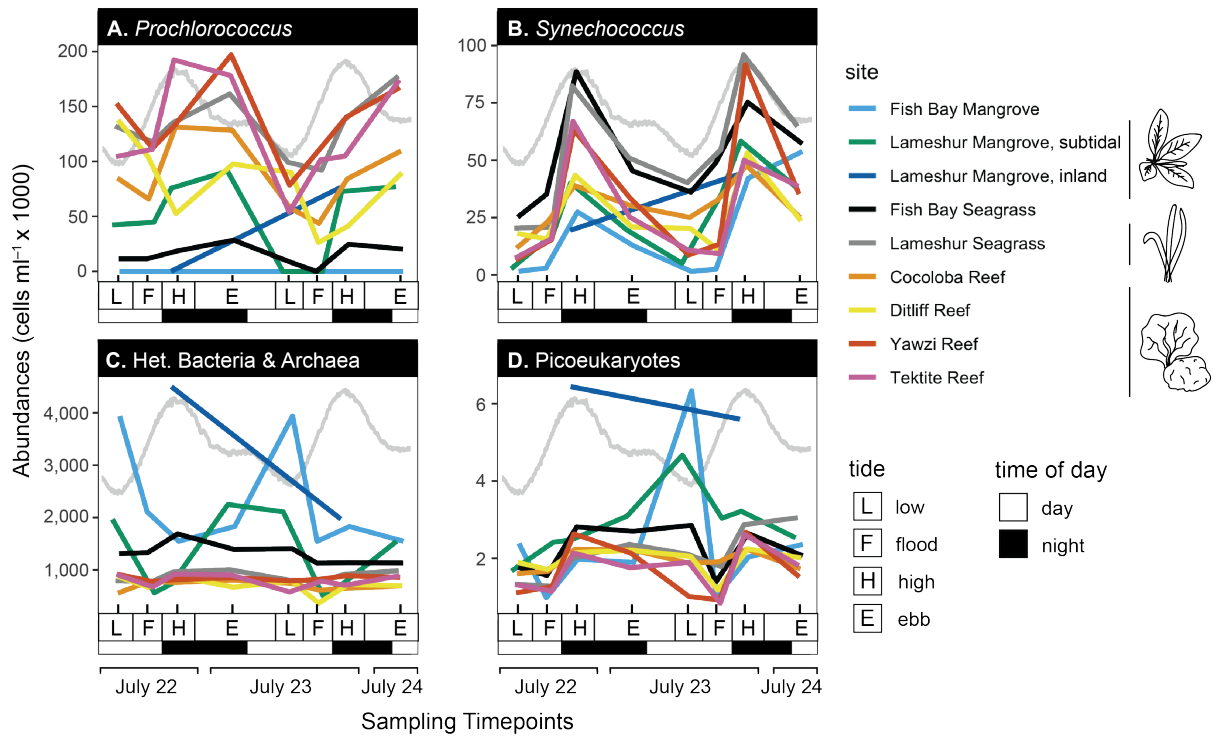 A. Prochlorococcus
B. Synechococcus
200
150
100
50
0
100
75
50
25
0
L F H E L F H E
L F H E L F H E
C. Het. Bacteria & Archaea
D. Picoeukaryotes
4,000
3,000
2,000
1,000
6
4
2
L F H E L F H E
L F H E L F H E
July 22
July 23
July 24
July 22
July 23
July 24
Abundances (cells ml⁻¹ x 1000)
Sampling Timepoints
site
Fish Bay Mangrove
Lameshur Mangrove, subtidal
Lameshur Mangrove, inland
Fish Bay Seagrass
Lameshur Seagrass
Cocoloba Reef
Ditliff Reef
Yawzi Reef
Tektite Reef
tide
L low
F flood
H high
E ebb
time of day
day
night